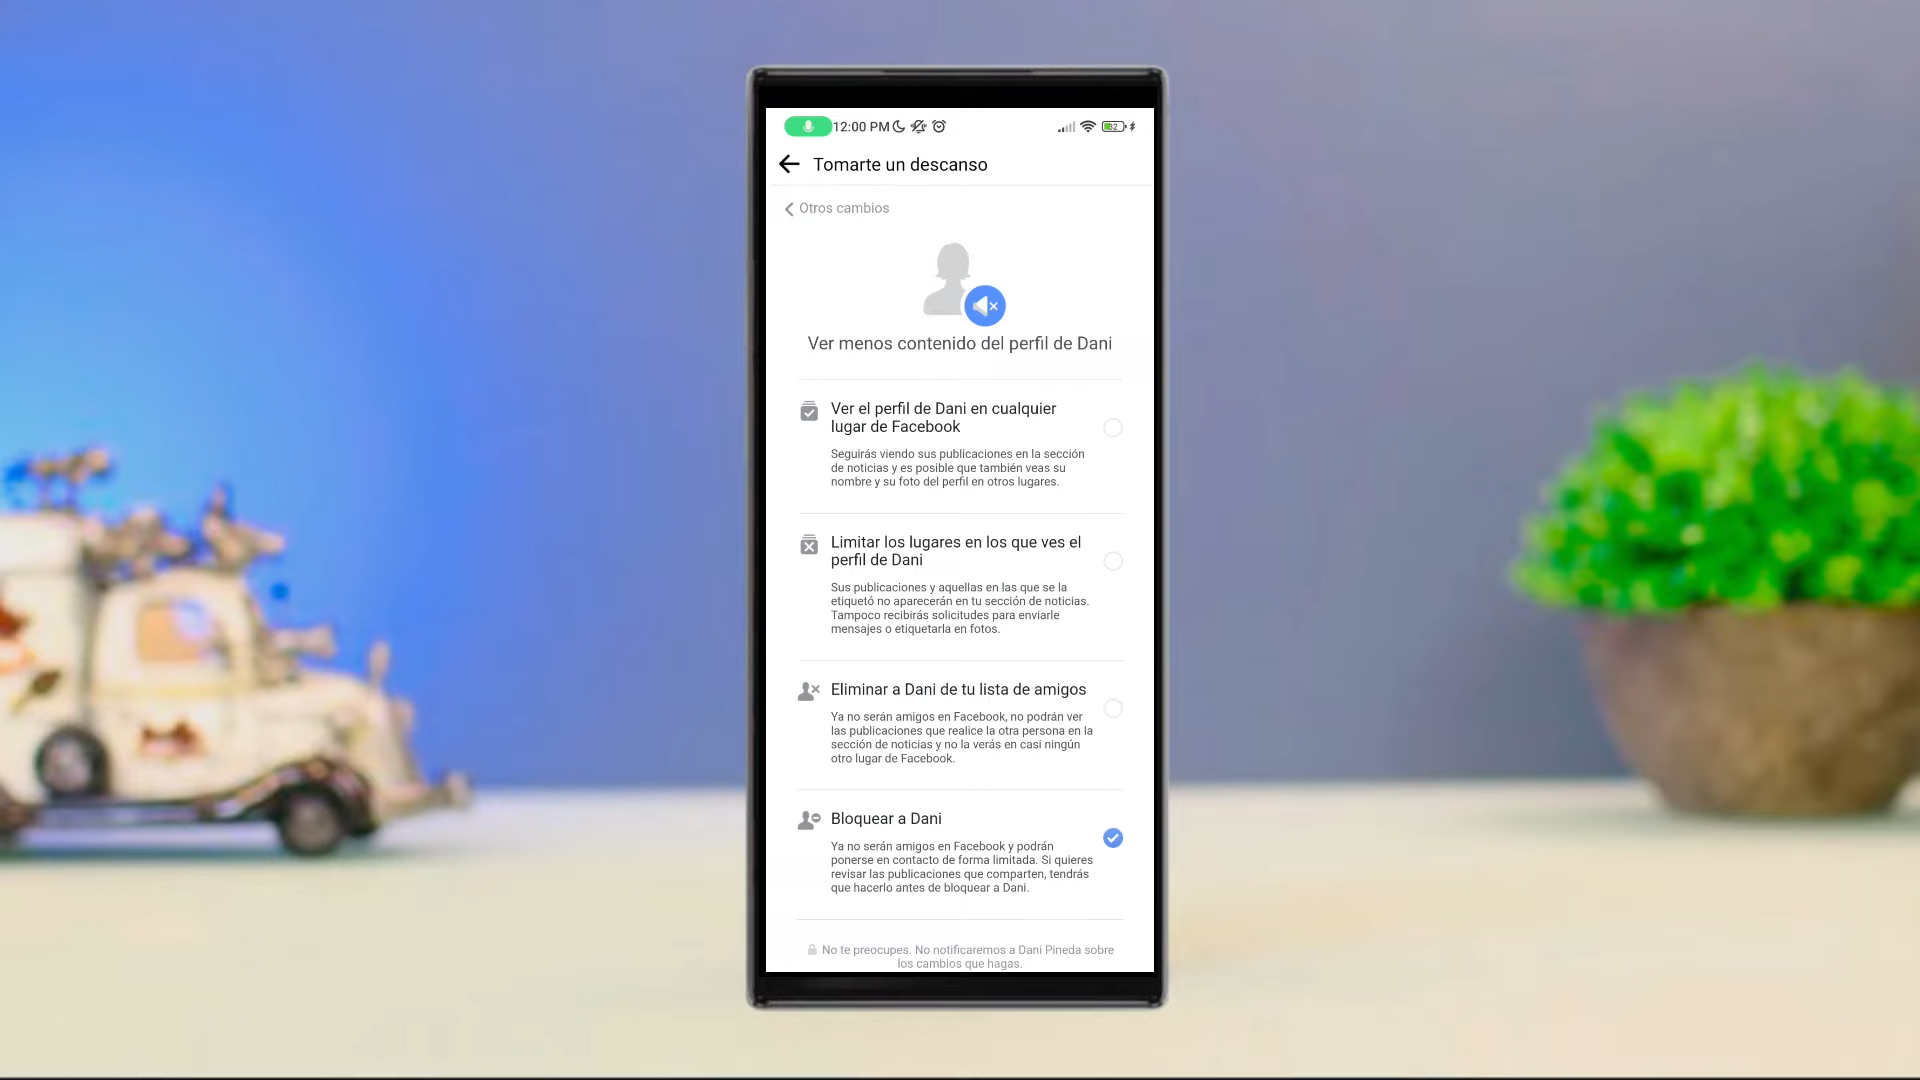 12:00 PM
82
Tomarte un descanso
Otros cambios
Ver menos contenido del perfil de Dani
Ver el perfil de Dani en cualquier
lugar de Facebook
Seguirás viendo sus publicaciones en la sección
de noticias y es posible que también veas su
nombre y su foto del perfil en otros lugares.
Limitar los lugares en los que ves el
perfil de Dani
Sus publicaciones y aquellas en las que se la
etiquetó no aparecerán en tu sección de noticias.
Tampoco recibirás solicitudes para enviarle
mensajes o etiquetarla en fotos.
Eliminar a Dani de tu lista de amigos
Ya no serán amigos en Facebook, no podrán ver
las publicaciones que realice la otra persona en la
sección de noticias y no la verás en casi ningún
otro lugar de Facebook.
Bloquear a Dani
Ya no serán amigos en Facebook y podrán
ponerse en contacto de forma limitada. Si quieres
revisar las publicaciones que comparten, tendrás
que hacerlo antes de bloquear a Dani.
No te preocupes. No notificaremos a Dani Pineda sobre
los cambios que hagas.